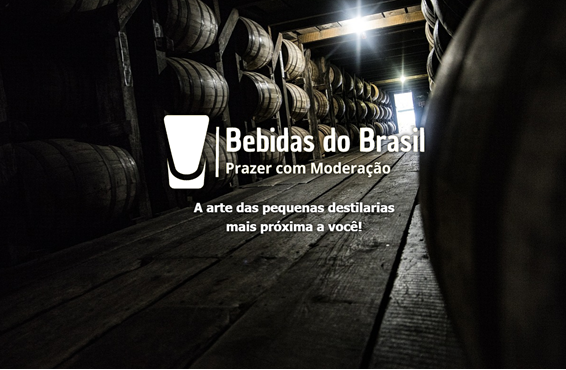 Bebidas do Brasil
Prazer com Moderação
A arte das pequenas destilarias
mais próxima a você!